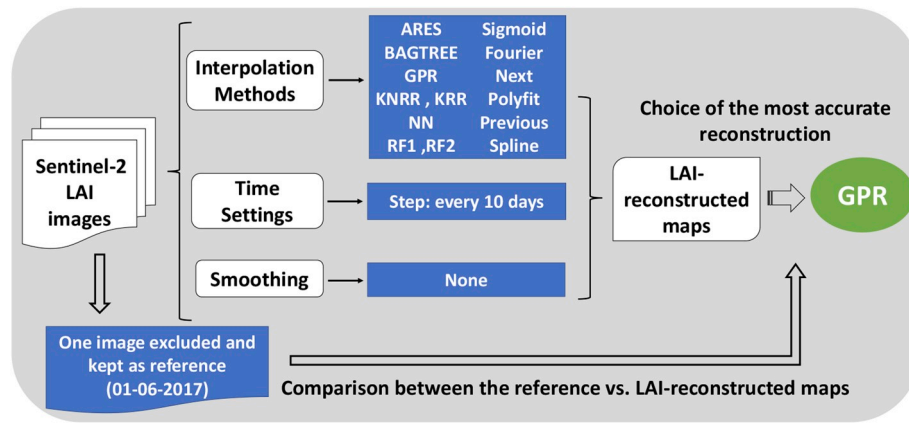 Sentinel-2
LAI
images
One image excluded and
kept as reference
(01-06-2017)
Interpolation
Methods
ARES Sigmoid
BAGTREE Fourier
GPR Next
KNRR , KRR Polyfit
NN Previous
RF1 ,RF2 Spline
Time
Settings
Step: every 10 days
Smoothing
None
LAI-
reconstructed
maps
Choice of the most accurate
reconstruction
GPR
Comparison between the reference vs. LAI-reconstructed maps